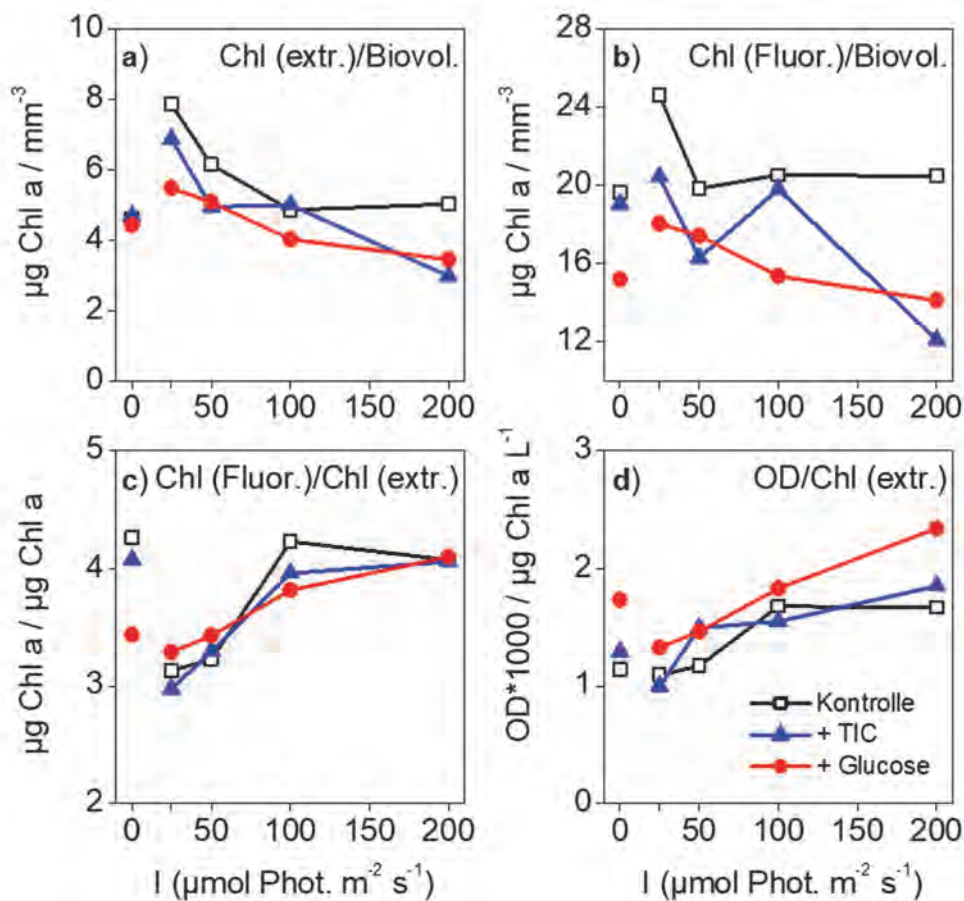 a) Chl (extr.)/Biovol.
µg Chl a / mm⁻³
10
8
6
4
2
0
0 50 100 150 200
b) Chl (Fluor.)/Biovol.
µg Chl a / mm⁻³
28
24
20
16
12
0 50 100 150 200
c) Chl (Fluor.)/Chl (extr.)
µg Chl a / µg Chl a
5
4
3
2
0 50 100 150 200
I (µmol Phot. m⁻² s⁻¹)
d) OD/Chl (extr.)
OD*1000 / µg Chl a L⁻¹
3
2
1
0
Kontrolle
+ TIC
+ Glucose
0 50 100 150 200
I (µmol Phot. m⁻² s⁻¹)